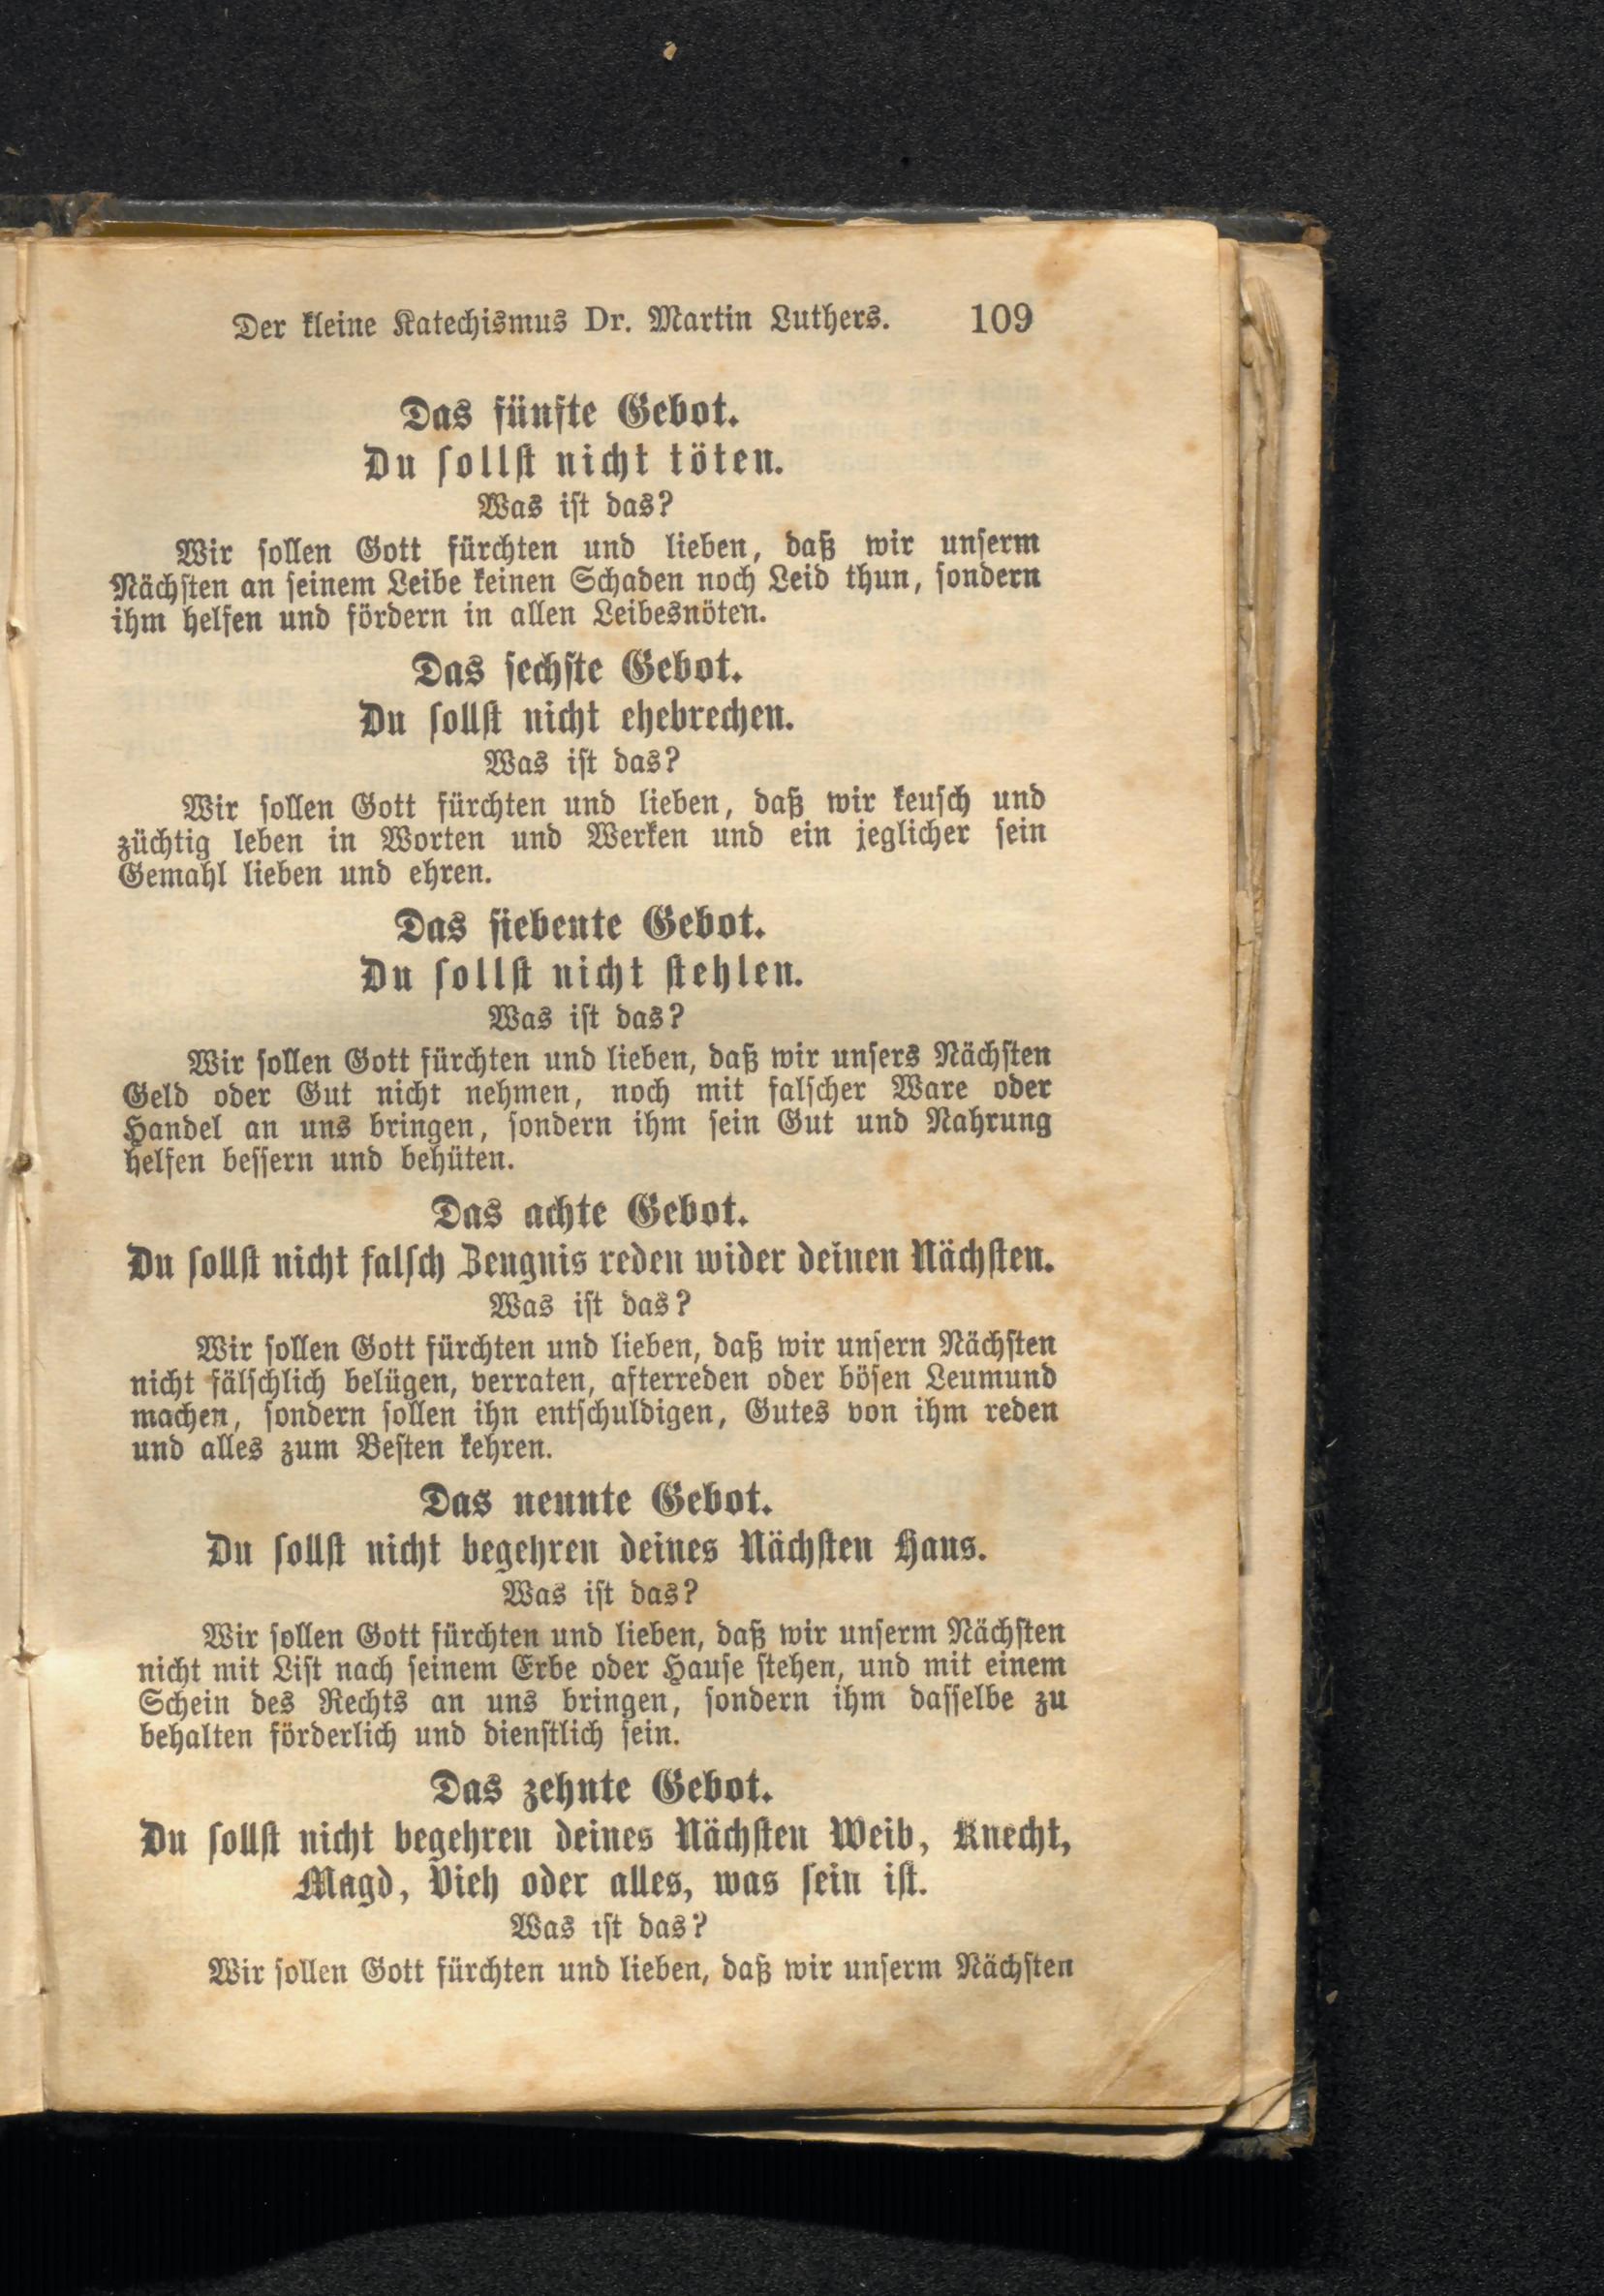 Der kleine Katechismus Dr. Martin Luthers. 109
Das fünfte Gebot.
Du sollst nicht töten.
Was ist das?
Wir sollen Gott fürchten und lieben, daß wir unserm
Nächsten an seinem Leibe keinen Schaden noch Leid thun, sondern
ihm helfen und fördern in allen Leibesnöten.
Das sechste Gebot.
Du sollst nicht ehebrechen.
Was ist das?
Wir sollen Gott fürchten und lieben, daß wir keusch und
züchtig leben in Worten und Werken und ein jeglicher sein
Gemahl lieben und ehren.
Das siebente Gebot.
Du sollst nicht stehlen.
Was ist das?
Wir sollen Gott fürchten und lieben, daß wir unsers Nächsten
Geld oder Gut nicht nehmen, noch mit falscher Ware oder
Handel an uns bringen, sondern ihm sein Gut und Nahrung
helfen bessern und behüten.
Das achte Gebot.
Du sollst nicht falsch Zeugnis reden wider deinen Nächsten.
Was ist das?
Wir sollen Gott fürchten und lieben, daß wir unsern Nächsten
nicht fälschlich belügen, verraten, afterreden oder bösen Leumund
machen, sondern sollen ihn entschuldigen, Gutes von ihm reden
und alles zum Besten kehren.
Das neunte Gebot.
Du sollst nicht begehren deines Nächsten Haus.
Was ist das?
Wir sollen Gott fürchten und lieben, daß wir unserm Nächsten
nicht mit List nach seinem Erbe oder Hause stehen, und mit einem
Schein des Rechts an uns bringen, sondern ihm dasselbe zu
behalten förderlich und dienstlich sein.
Das zehnte Gebot.
Du sollst nicht begehren deines Nächsten Weib, Knecht,
Magd, Vieh oder alles, was sein ist.
Was ist das?
Wir sollen Gott fürchten und lieben, daß wir unserm Nächsten